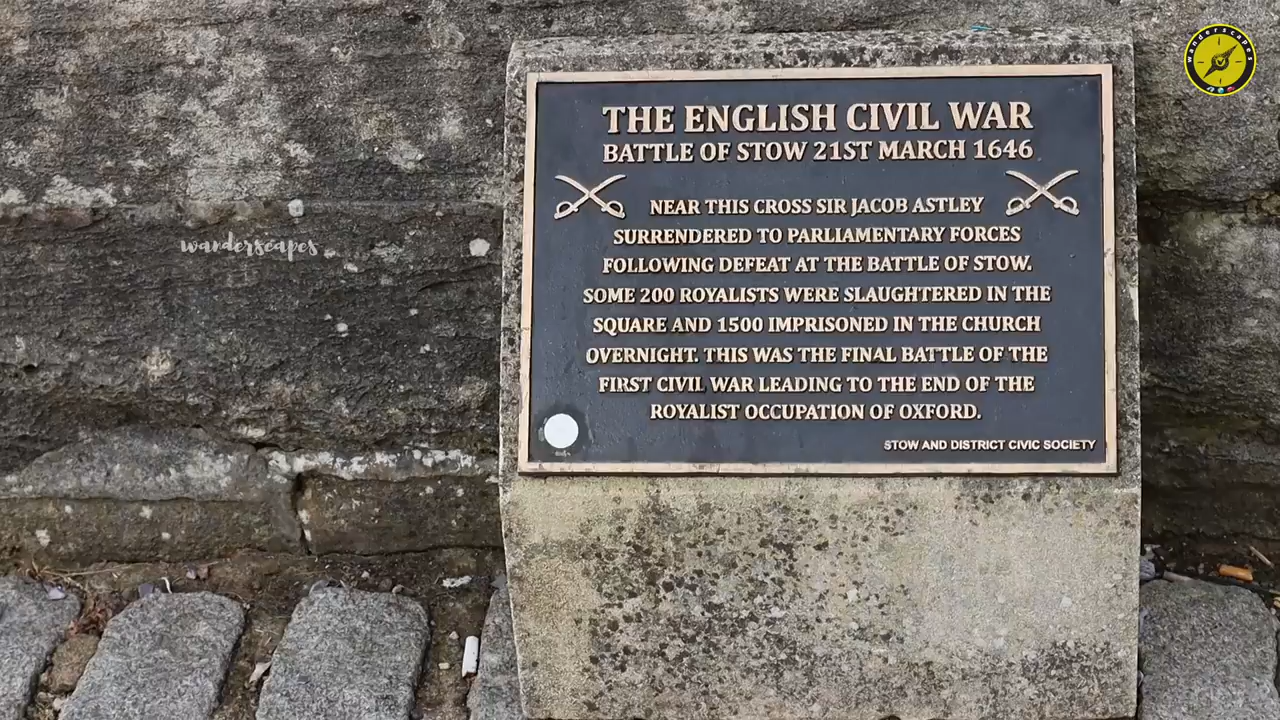 wanderscapes
THE ENGLISH CIVIL WAR
BATTLE OF STOW 21ST MARCH 1646
NEAR THIS CROSS SIR JACOB ASTLEY
SURRENDERED TO PARLIAMENTARY FORCES
FOLLOWING DEFEAT AT THE BATTLE OF STOW.
SOME 200 ROYALISTS WERE SLAUGHTERED IN THE
SQUARE AND 1500 IMPRISONED IN THE CHURCH
OVERNIGHT. THIS WAS THE FINAL BATTLE OF THE
FIRST CIVIL WAR LEADING TO THE END OF THE
ROYALIST OCCUPATION OF OXFORD.
STOW AND DISTRICT CIVIC SOCIETY
wanderscapes